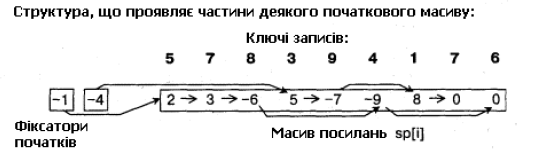 Структура, що проявляє частини деякого початкового масиву:
Ключі записів:
5 7 8 3 9 4 1 7 6
-1 -4 2 → 3 → -6 5 → -7 -9 8 → 0 0
Фіксатори
початків
Масив посилань sp[i]